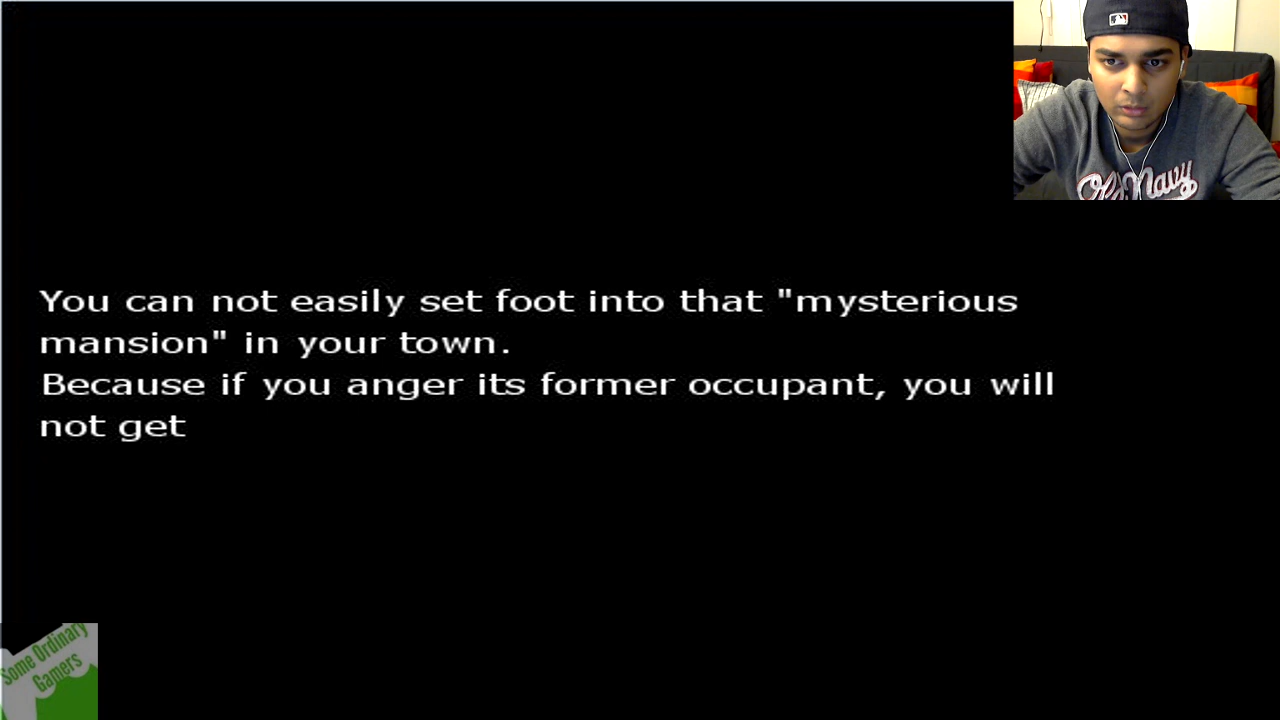 You can not easily set foot into that "mysterious
mansion" in your town.
Because if you anger its former occupant, you will
not get
Old Navy
Some Ordinary
Gamers